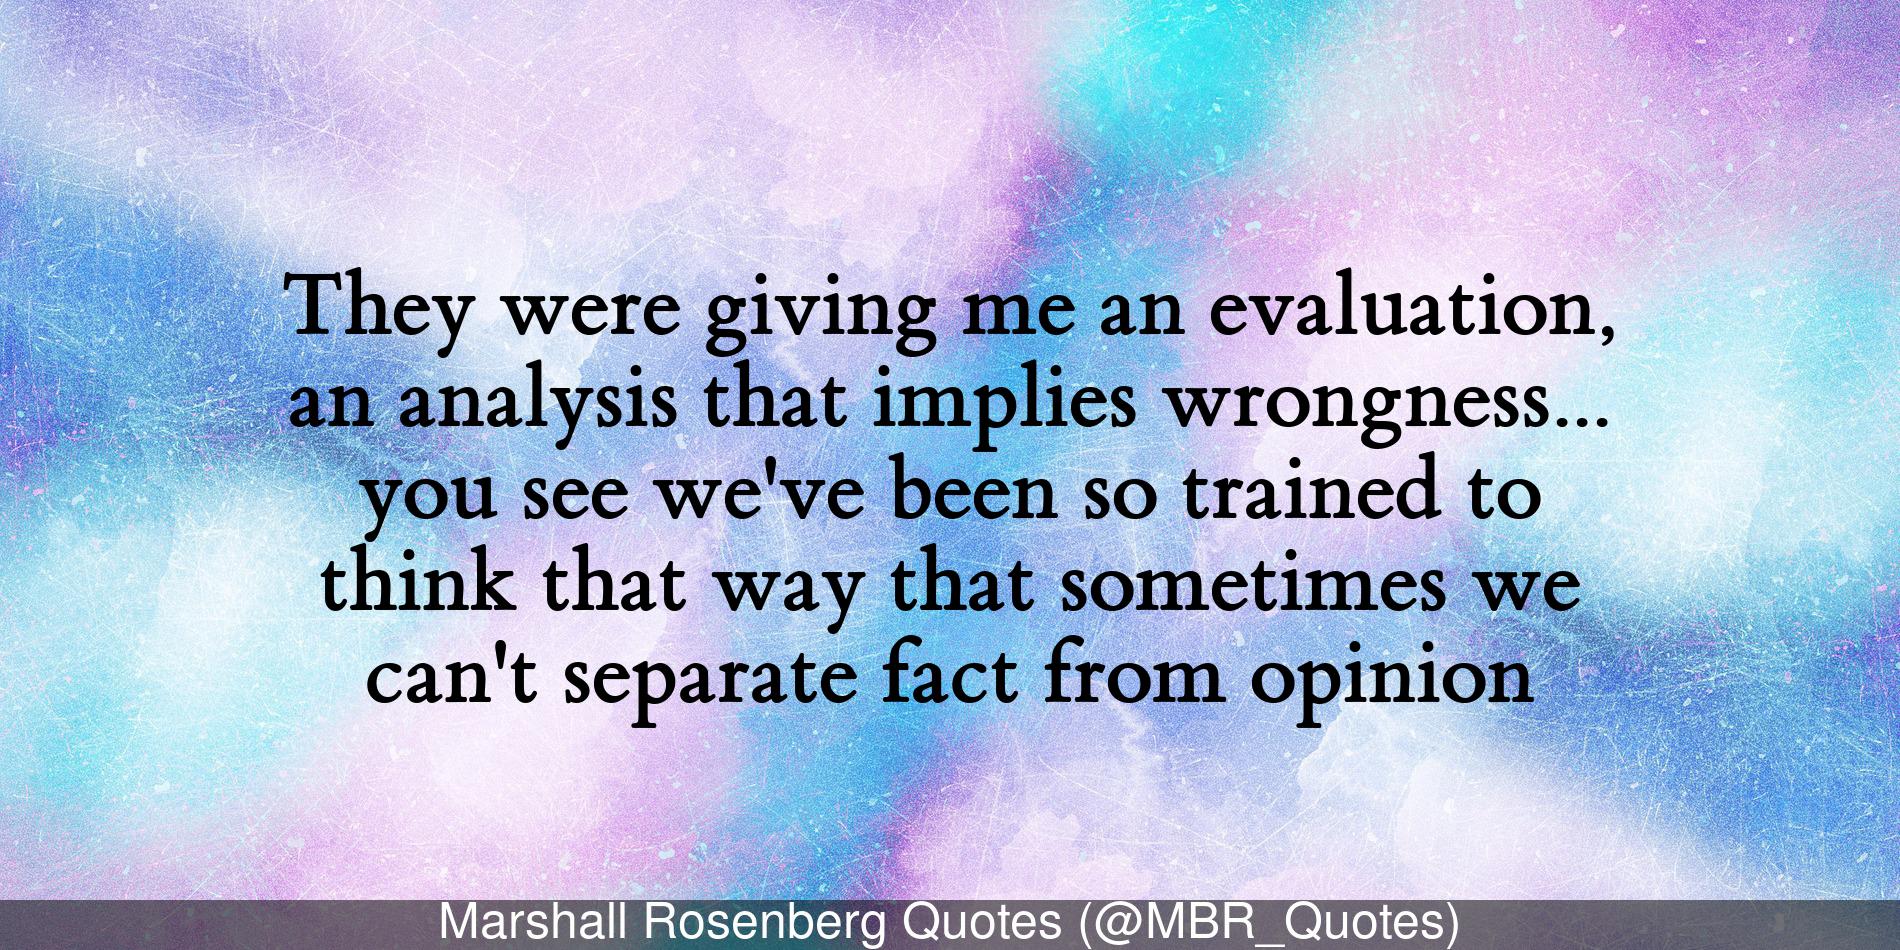 They were giving me an evaluation,
an analysis that implies wrongness...
you see we've been so trained to
think that way that sometimes we
can't separate fact from opinion
Marshall Rosenberg Quotes (@MBR_Quotes)